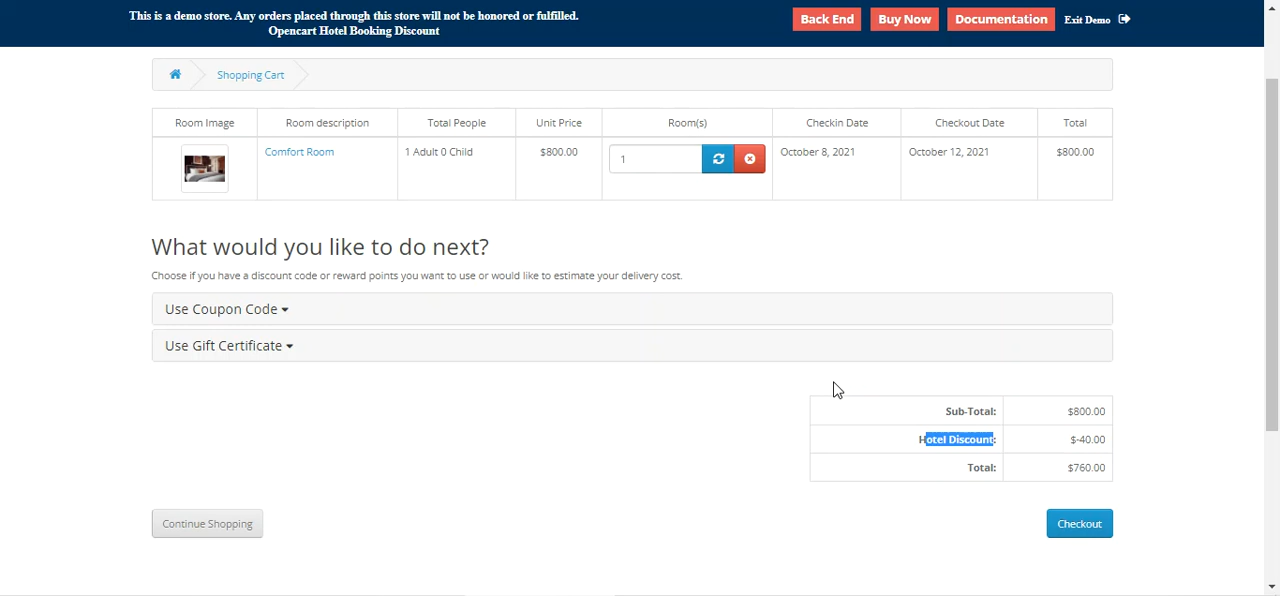 This is a demo store. Any orders placed through this store will not be honored or fulfilled.
Opencart Hotel Booking Discount
Back End
Buy Now
Documentation
Exit Demo
Shopping Cart
Room Image Room description Total People Unit Price Room(s) Checkin Date Checkout Date Total
Comfort Room 1 Adult 0 Child $800.00 1 October 8, 2021 October 12, 2021 $800.00
What would you like to do next?
Choose if you have a discount code or reward points you want to use or would like to estimate your delivery cost.
Use Coupon Code
Use Gift Certificate
Sub-Total: $800.00
Hotel Discount: $-40.00
Total: $760.00
Continue Shopping
Checkout